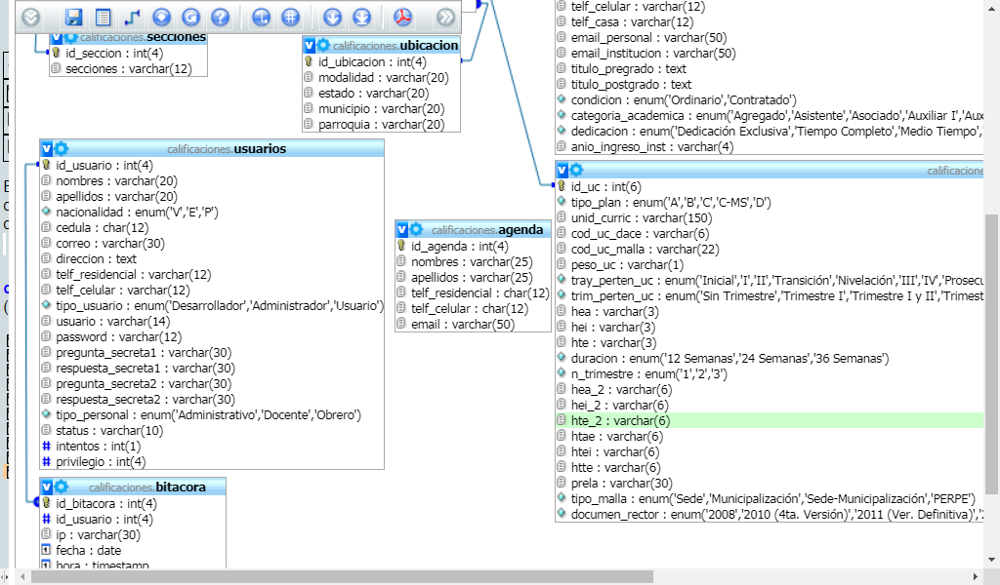 calificaciones.secciones
id_seccion : int(4)
secciones : varchar(12)
calificaciones.ubicacion
id_ubicacion : int(4)
modalidad : varchar(20)
estado : varchar(20)
municipio : varchar(20)
parroquia : varchar(20)
telf_celular : varchar(12)
telf_casa : varchar(12)
email_personal : varchar(50)
email_institucion : varchar(50)
titulo_pregrado : text
titulo_postgrado : text
condicion : enum('Ordinario','Contratado')
categoria_academica : enum('Agregado','Asistente','Asociado','Auxiliar I','Aux
dedicacion : enum('Dedicación Exclusiva','Tiempo Completo','Medio Tiempo',
anio_ingreso_inst : varchar(4)
calificaciones.usuarios
id_usuario : int(4)
nombres : varchar(20)
apellidos : varchar(20)
nacionalidad : enum('V','E','P')
cedula : char(12)
correo : varchar(30)
direccion : text
telf_residencial : varchar(12)
telf_celular : varchar(12)
tipo_usuario : enum('Desarrollador','Administrador','Usuario')
usuario : varchar(14)
password : varchar(12)
pregunta_secreta1 : varchar(30)
respuesta_secreta1 : varchar(30)
pregunta_secreta2 : varchar(30)
respuesta_secreta2 : varchar(30)
tipo_personal : enum('Administrativo','Docente','Obrero')
status : varchar(10)
intentos : int(1)
privilegio : int(4)
calificaciones.agenda
id_agenda : int(4)
nombres : varchar(25)
apellidos : varchar(25)
telf_residencial : char(12)
telf_celular : char(12)
email : varchar(50)
calificacione
id_uc : int(6)
tipo_plan : enum('A','B','C','C-MS','D')
unid_curric : varchar(150)
cod_uc_dace : varchar(6)
cod_uc_malla : varchar(22)
peso_uc : varchar(1)
tray_perten_uc : enum('Inicial','I','II','Transición','Nivelación','III','IV','Prosecu
trim_perten_uc : enum('Sin Trimestre','Trimestre I','Trimestre I y II','Trimest
hea : varchar(3)
hei : varchar(3)
hte : varchar(3)
duracion : enum('12 Semanas','24 Semanas','36 Semanas')
n_trimestre : enum('1','2','3')
hea_2 : varchar(6)
hei_2 : varchar(6)
hte_2 : varchar(6)
htae : varchar(6)
htei : varchar(6)
htte : varchar(6)
prela : varchar(30)
tipo_malla : enum('Sede','Municipalización','Sede-Municipalización','PERPE')
documen_rector : enum('2008','2010 (4ta. Versión)','2011 (Ver. Definitiva)','
calificaciones.bitacora
id_bitacora : int(4)
id_usuario : int(4)
ip : varchar(30)
fecha : date
hora : timestamp